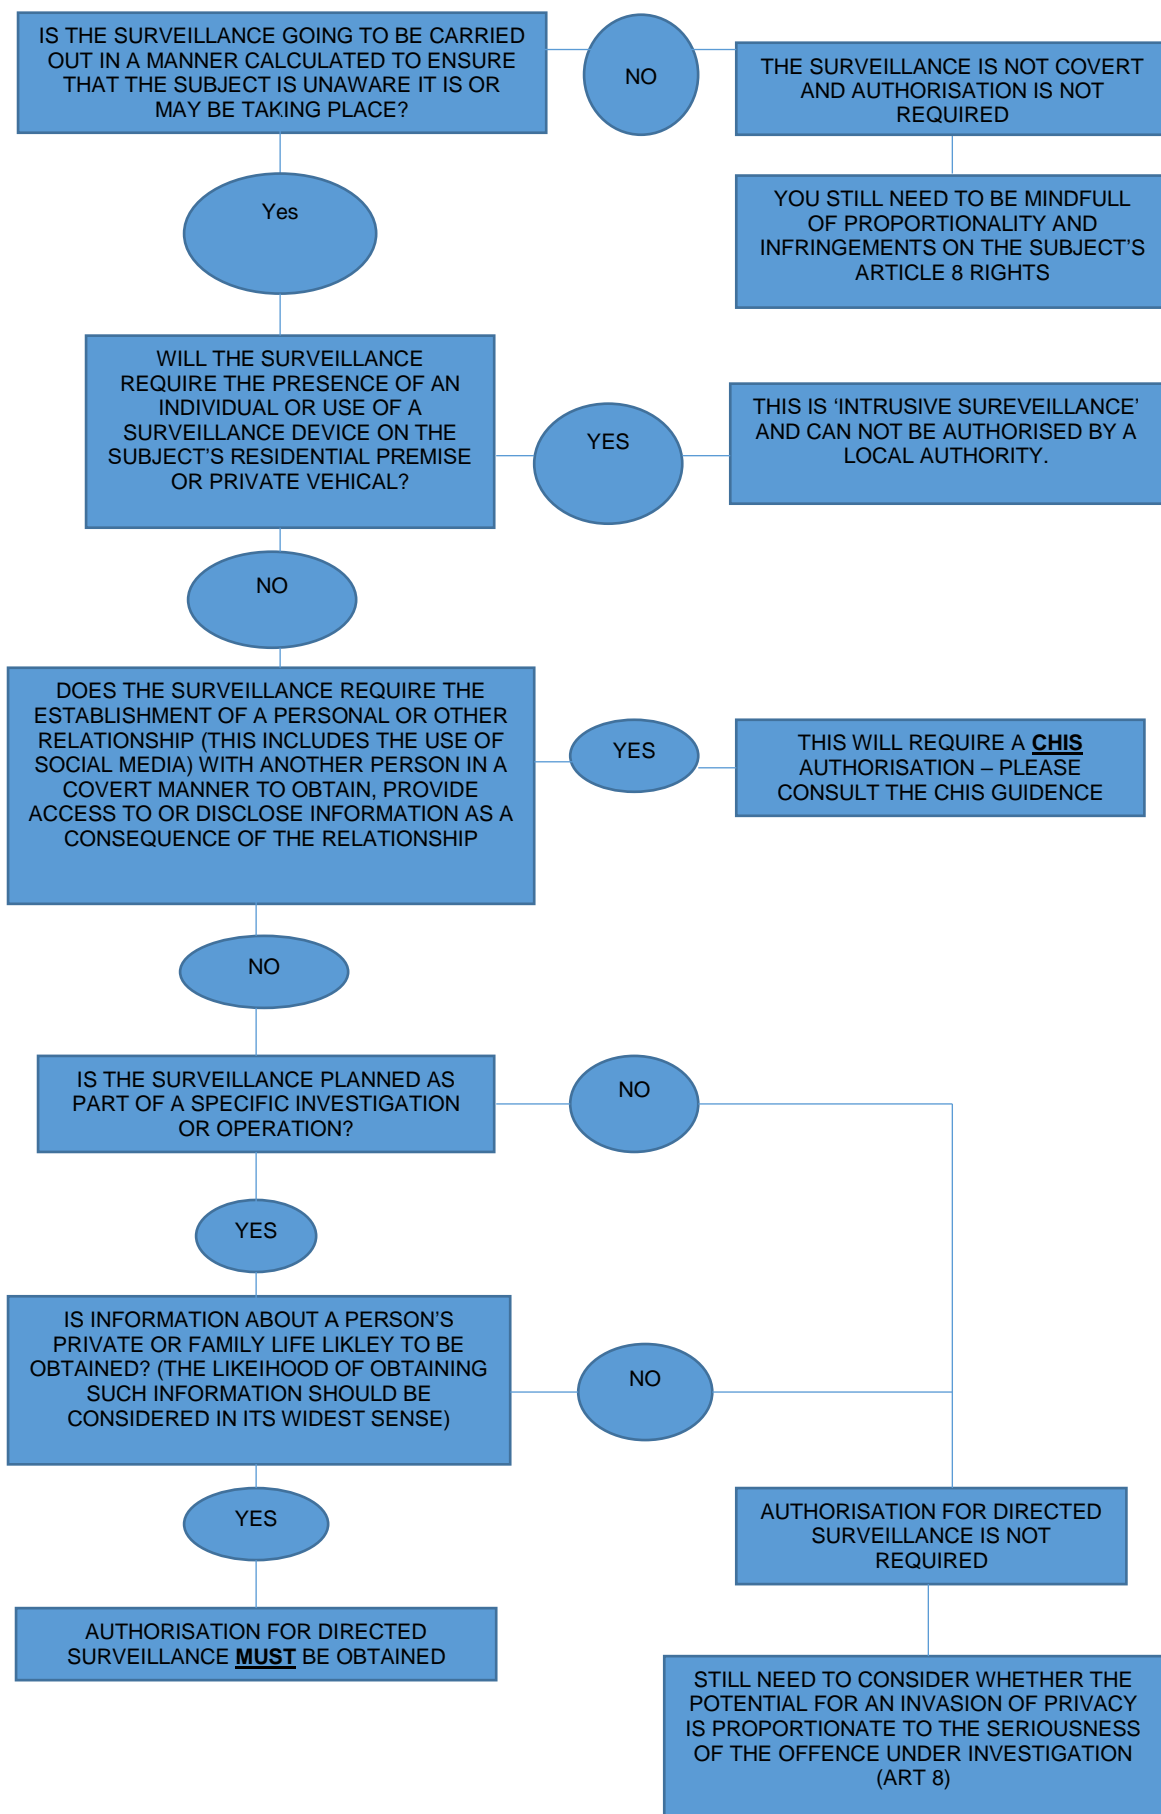 IS THE SURVEILLANCE GOING TO BE CARRIED
OUT IN A MANNER CALCULATED TO ENSURE
THAT THE SUBJECT IS UNAWARE IT IS OR
MAY BE TAKING PLACE?
NO
THE SURVEILLANCE IS NOT COVERT
AND AUTHORISATION IS NOT
REQUIRED
YOU STILL NEED TO BE MINDFULL
OF PROPORTIONALITY AND
INFRINGEMENTS ON THE SUBJECT'S
ARTICLE 8 RIGHTS
Yes
WILL THE SURVEILLANCE
REQUIRE THE PRESENCE OF AN
INDIVIDUAL OR USE OF A
SURVEILLANCE DEVICE ON THE
SUBJECT'S RESIDENTIAL PREMISE
OR PRIVATE VEHICAL?
YES
THIS IS 'INTRUSIVE SUREVEILLANCE'
AND CAN NOT BE AUTHORISED BY A
LOCAL AUTHORITY.
NO
DOES THE SURVEILLANCE REQUIRE THE
ESTABLISHMENT OF A PERSONAL OR OTHER
RELATIONSHIP (THIS INCLUDES THE USE OF
SOCIAL MEDIA) WITH ANOTHER PERSON IN A
COVERT MANNER TO OBTAIN, PROVIDE
ACCESS TO OR DISCLOSE INFORMATION AS A
CONSEQUENCE OF THE RELATIONSHIP
YES
THIS WILL REQUIRE A CHIS
AUTHORISATION – PLEASE
CONSULT THE CHIS GUIDENCE
NO
IS THE SURVEILLANCE PLANNED AS
PART OF A SPECIFIC INVESTIGATION
OR OPERATION?
NO
YES
IS INFORMATION ABOUT A PERSON'S
PRIVATE OR FAMILY LIFE LIKLEY TO BE
OBTAINED? (THE LIKEIHOOD OF OBTAINING
SUCH INFORMATION SHOULD BE
CONSIDERED IN ITS WIDEST SENSE)
NO
YES
AUTHORISATION FOR DIRECTED
SURVEILLANCE IS NOT
REQUIRED
AUTHORISATION FOR DIRECTED
SURVEILLANCE MUST BE OBTAINED
STILL NEED TO CONSIDER WHETHER THE
POTENTIAL FOR AN INVASION OF PRIVACY
IS PROPORTIONATE TO THE SERIOUSNESS
OF THE OFFENCE UNDER INVESTIGATION
(ART 8)